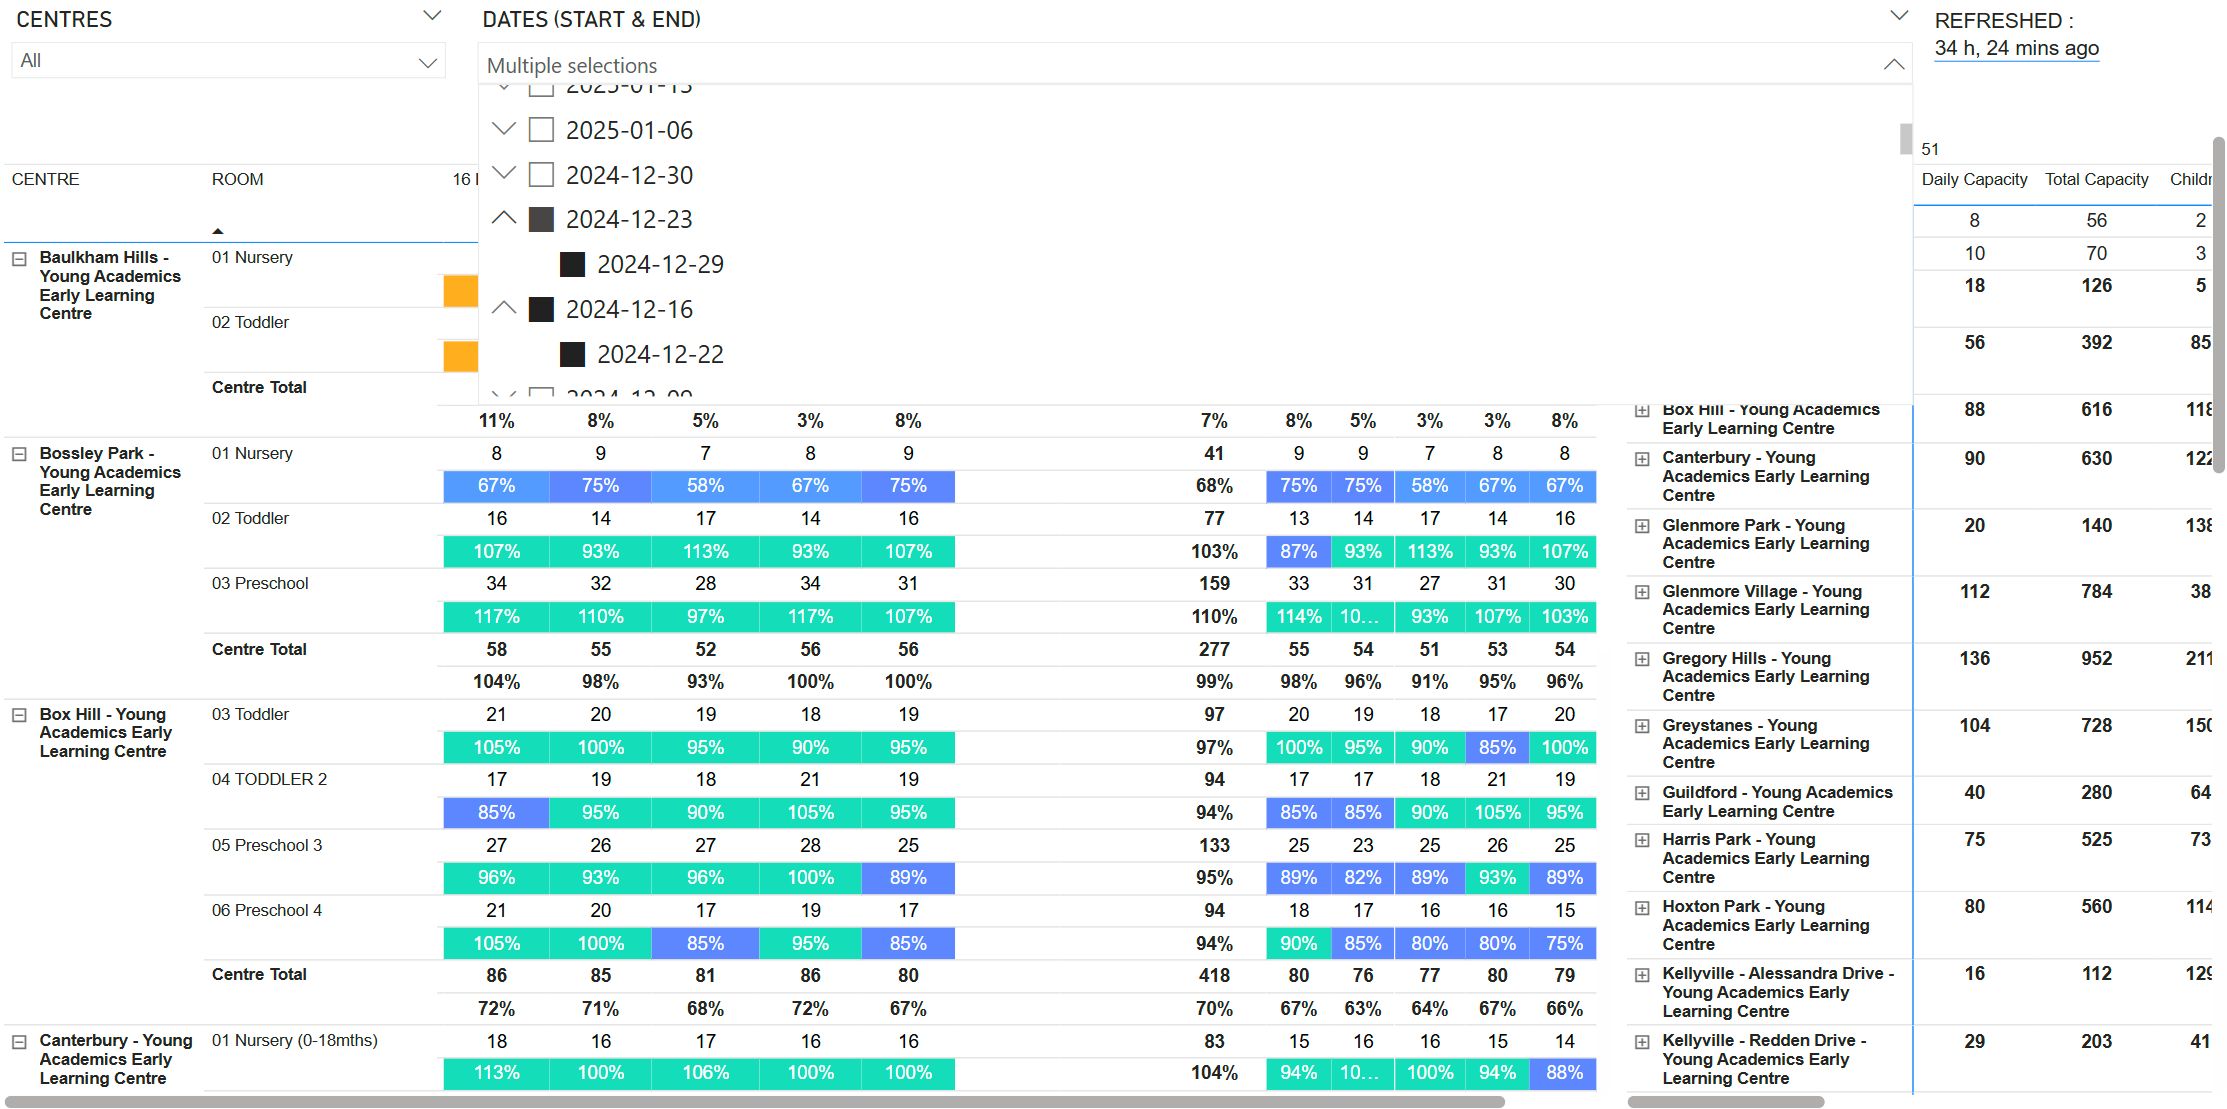 CENTRES
All
DATES (START & END)
Multiple selections
2025-01-13
2025-01-06
2024-12-30
2024-12-23
2024-12-29
2024-12-16
2024-12-22
2024-12-09
REFRESHED :
34 h, 24 mins ago
CENTRE ROOM 16
Baulkham Hills -
Young Academics
Early Learning
Centre
01 Nursery
02 Toddler
Centre Total
11% 8% 5% 3% 8% 7% 8% 5% 3% 3% 8%
Bossley Park -
Young Academics
Early Learning
Centre
01 Nursery 8 9 7 8 9 41 9 9 7 8 8
67% 75% 58% 67% 75% 68% 75% 75% 58% 67% 67%
02 Toddler 16 14 17 14 16 77 13 14 17 14 16
107% 93% 113% 93% 107% 103% 87% 93% 113% 93% 107%
03 Preschool 34 32 28 34 31 159 33 31 27 31 30
117% 110% 97% 117% 107% 110% 114% 10... 93% 107% 103%
Centre Total 58 55 52 56 56 277 55 54 51 53 54
104% 98% 93% 100% 100% 99% 98% 96% 91% 95% 96%
Box Hill - Young
Academics Early
Learning Centre
03 Toddler 21 20 19 18 19 97 20 19 18 17 20
105% 100% 95% 90% 95% 97% 100% 95% 90% 85% 100%
04 TODDLER 2 17 19 18 21 19 94 17 17 18 21 19
85% 95% 90% 105% 95% 94% 85% 85% 90% 105% 95%
05 Preschool 3 27 26 27 28 25 133 25 23 25 26 25
96% 93% 96% 100% 89% 95% 89% 82% 89% 93% 89%
06 Preschool 4 21 20 17 19 17 94 18 17 16 16 15
105% 100% 85% 95% 85% 94% 90% 85% 80% 80% 75%
Centre Total 86 85 81 86 80 418 80 76 77 80 79
72% 71% 68% 72% 67% 70% 67% 63% 64% 67% 66%
Canterbury - Young
Academics Early
Learning Centre
01 Nursery (0-18mths) 18 16 17 16 16 83 15 16 16 15 14
113% 100% 106% 100% 100% 104% 94% 10... 100% 94% 88%
51
Daily Capacity Total Capacity Childr
8 56 2
10 70 3
18 126 5
56 392 85
Box Hill - Young Academics
Early Learning Centre
88 616 118
Canterbury - Young
Academics Early Learning
Centre
90 630 122
Glenmore Park - Young
Academics Early Learning
Centre
20 140 138
Glenmore Village - Young
Academics Early Learning
Centre
112 784 38
Gregory Hills - Young
Academics Early Learning
Centre
136 952 211
Greystanes - Young
Academics Early Learning
Centre
104 728 150
Guildford - Young Academics
Early Learning Centre
40 280 64
Harris Park - Young
Academics Early Learning
Centre
75 525 73
Hoxton Park - Young
Academics Early Learning
Centre
80 560 114
Kellyville - Alessandra Drive -
Young Academics Early
Learning Centre
16 112 129
Kellyville - Redden Drive -
Young Academics Early
Learning Centre
29 203 41